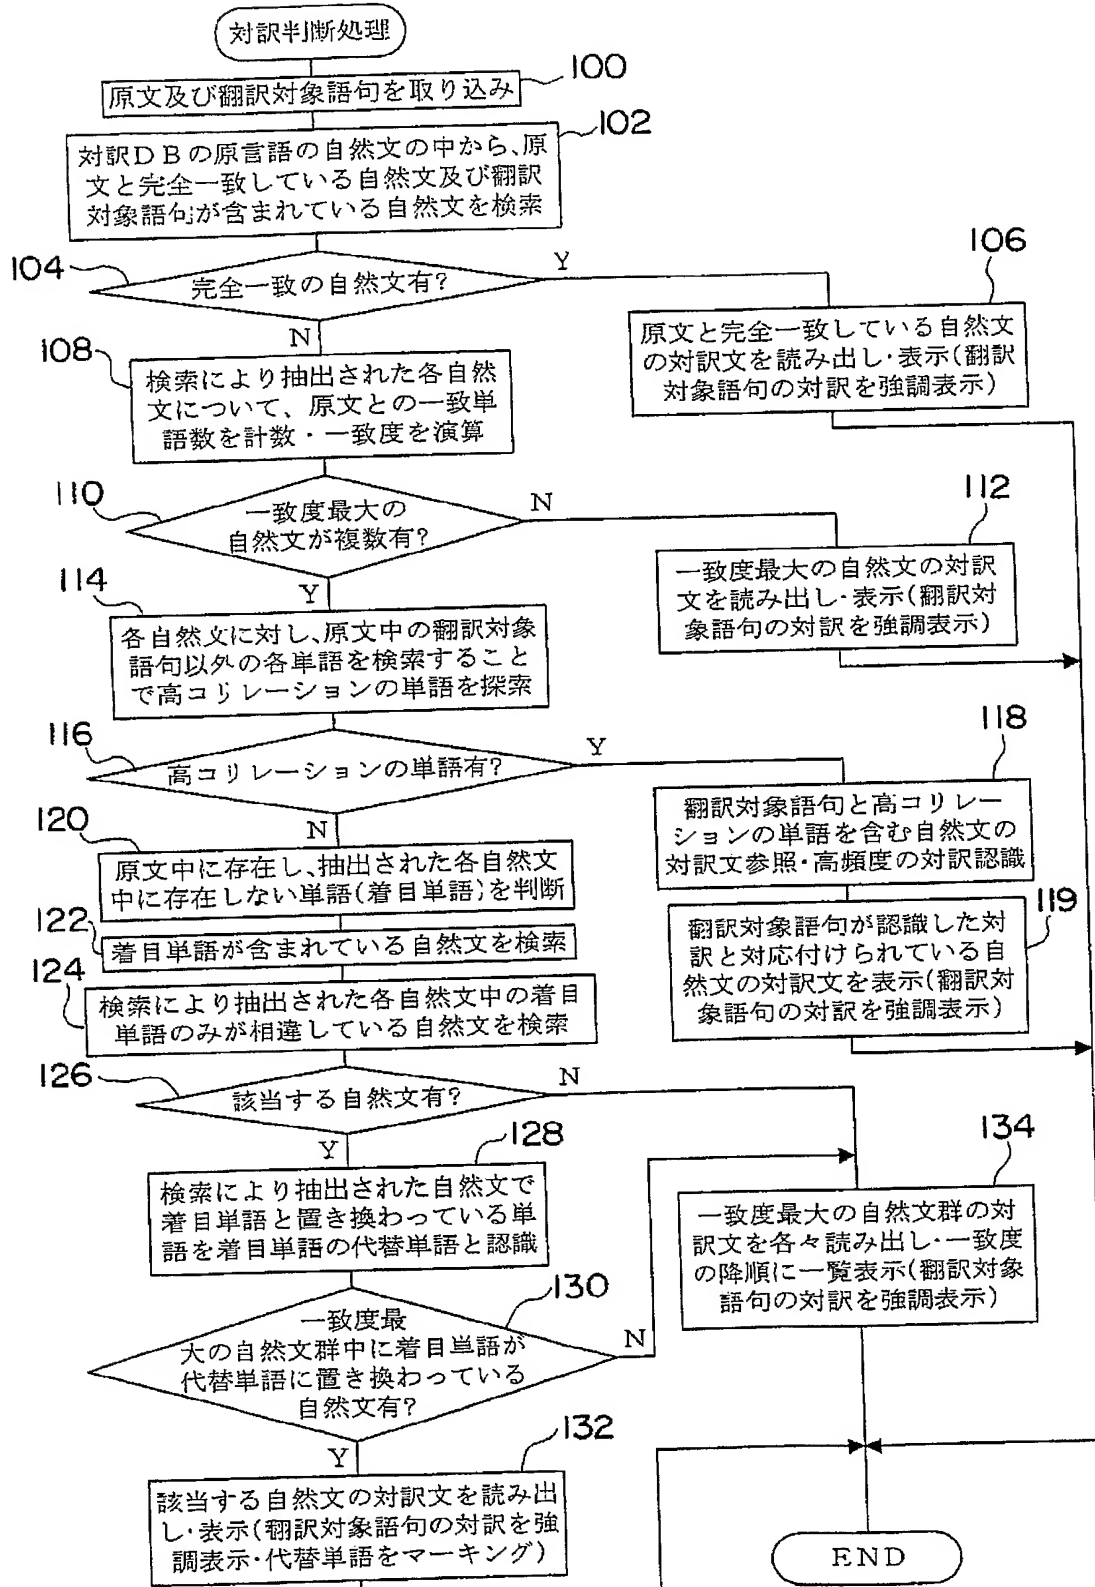 対訳判断処理
100
原文及び翻訳対象語句を取り込み
102
対訳DBの原言語の自然文の中から、原
文と完全一致している自然文及び翻訳
対象語句が含まれている自然文を検索
104
完全一致の自然文有?
Y
N
106
原文と完全一致している自然文
の対訳文を読み出し・表示(翻訳
対象語句の対訳を強調表示)
108
検索により抽出された各自然
文について、原文との一致単
語数を計数・一致度を演算
110
一致度最大の
自然文が複数有?
N
Y
112
一致度最大の自然文の対訳
文を読み出し・表示(翻訳対
象語句の対訳を強調表示)
114
各自然文に対し、原文中の翻訳対象
語句以外の各単語を検索すること
で高コリレーションの単語を探索
116
高コリレーションの単語有?
Y
N
118
翻訳対象語句と高コリレー
ションの単語を含む自然文の
対訳文参照・高頻度の対訳認識
119
翻訳対象語句が認識した対
訳と対応付けられている自
然文の対訳文を表示(翻訳対
象語句の対訳を強調表示)
120
原文中に存在し、抽出された各自然文
中に存在しない単語(着目単語)を判断
122
着目単語が含まれている自然文を検索
124
検索により抽出された各自然文中の着目
単語のみが相違している自然文を検索
126
該当する自然文有?
N
Y
128
検索により抽出された自然文で
着目単語と置き換わっている単
語を着目単語の代替単語と認識
130
一致度最
大の自然文群中に着目単語が
代替単語に置き換わっている
自然文有?
N
Y
132
該当する自然文の対訳文を読み出
し・表示(翻訳対象語句の対訳を強
調表示・代替単語をマーキング)
134
一致度最大の自然文群の対
訳文を各々読み出し・一致度
の降順に一覧表示(翻訳対象
語句の対訳を強調表示)
END